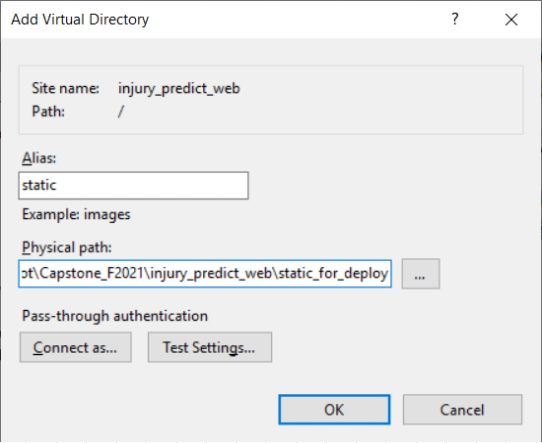 Add Virtual Directory
?
Site name: injury_predict_web
Path: /
Alias:
static
Example: images
Physical path:
ot\Capstone_F2021\injury_predict_web\static_for_deploy
...
Pass-through authentication
Connect as...
Test Settings...
OK
Cancel